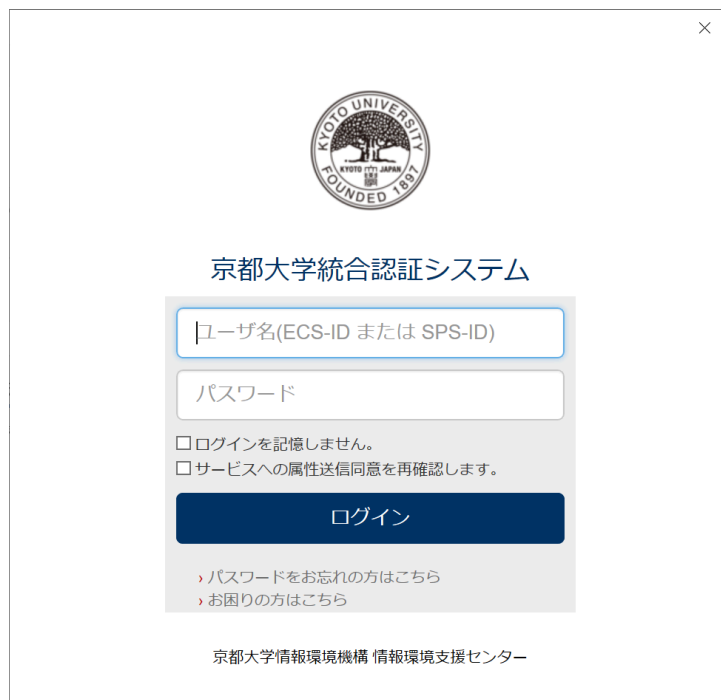 KYOTO UNIVERSITY
KYOTO JAPAN
FOUNDED 1897
京都大学統合認証システム
ユーザ名(ECS-ID または SPS-ID)
パスワード
ログインを記憶しません。
サービスへの属性送信同意を再確認します。
ログイン
› パスワードをお忘れの方はこちら
› お困りの方はこちら
京都大学情報環境機構 情報環境支援センター